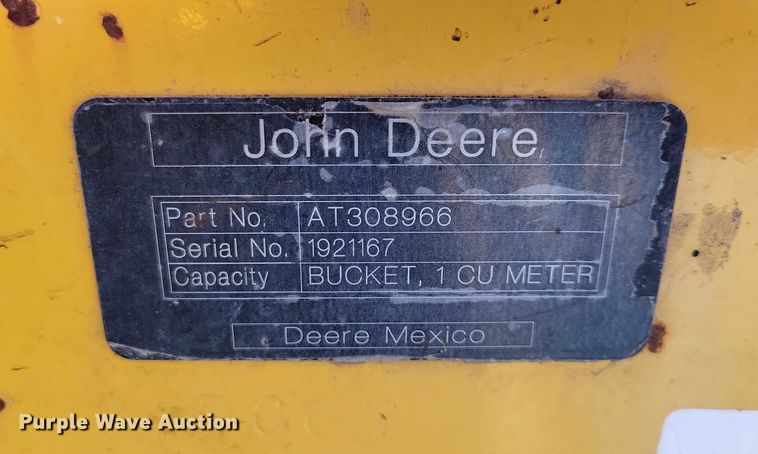 John Deere
Part No. AT308966
Serial No. 1921167
Capacity BUCKET, 1 CU METER
Deere Mexico
Purple Wave Auction